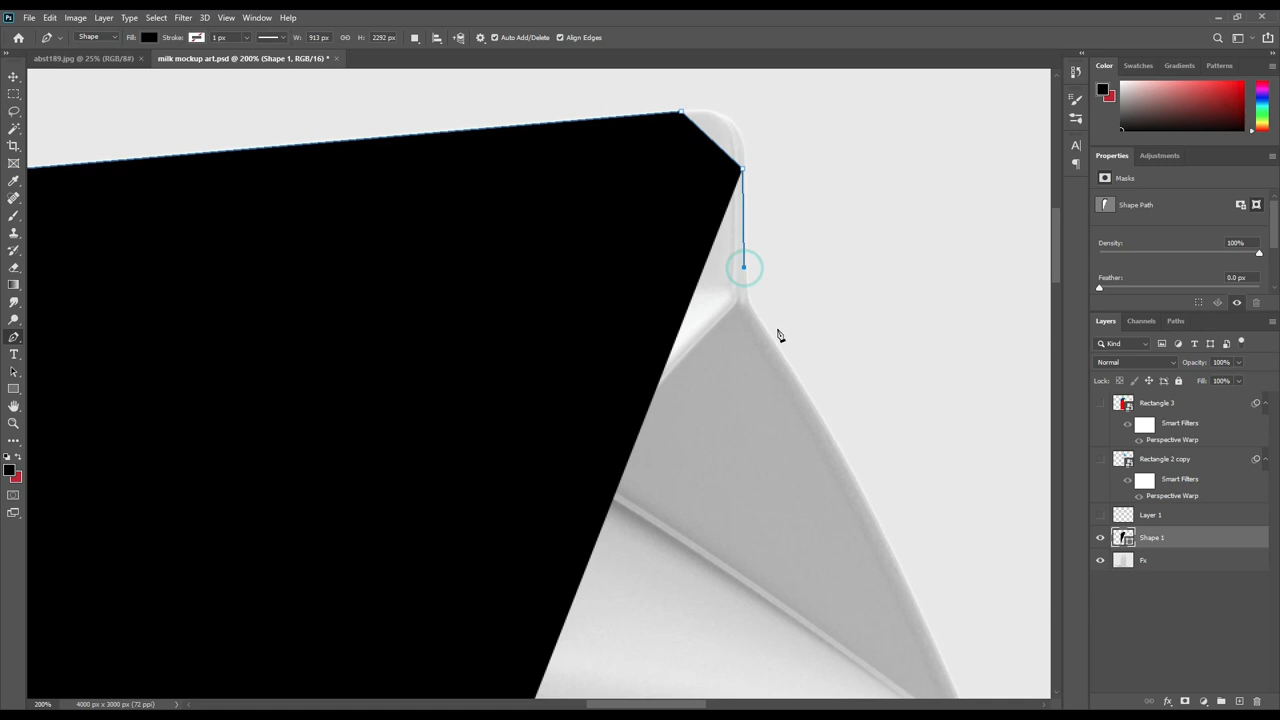 Ps File Edit Image Layer Type Select Filter 3D View Window Help
Shape Fill: Stroke: 1 px W: 913 px H: 2292 px Auto Add/Delete Align Edges
abst189.jpg @ 25% (RGB/8#) × milk mockup art.psd @ 200% (Shape 1, RGB/16) * ×
Color Swatches Gradients Patterns
Properties Adjustments
Masks
Shape Path
Density: 100%
Feather: 0.0 px
Layers Channels Paths
Kind
Normal Opacity: 100%
Lock: Fill: 100%
Rectangle 3
Smart Filters
Perspective Warp
Rectangle 2 copy
Smart Filters
Perspective Warp
Layer 1
Shape 1
Fx
200% 4000 px x 3000 px (72 ppi)